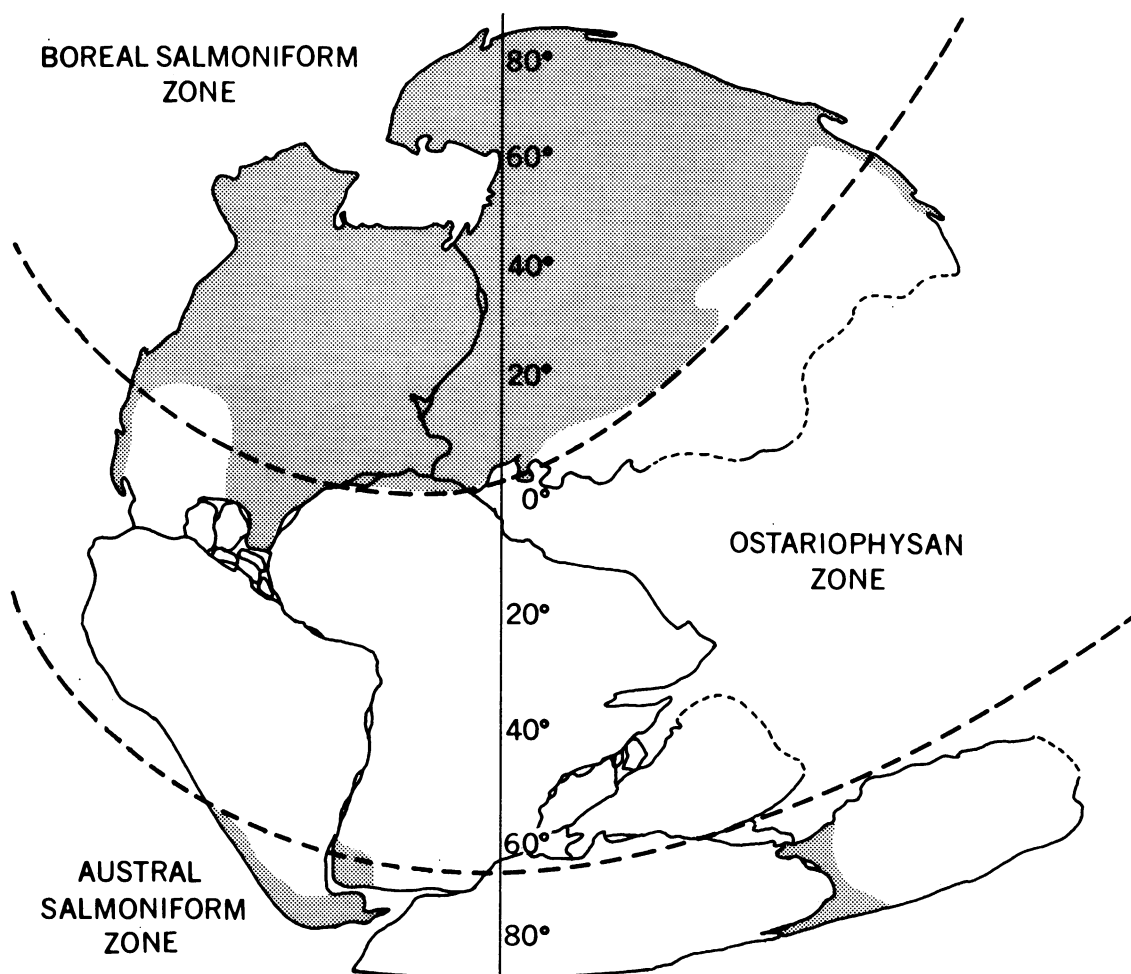 BOREAL SALMONIFORM
ZONE
80°
60°
40°
20°
0°
OSTARIOPHYSAN
ZONE
20°
40°
60°
AUSTRAL
SALMONIFORM
ZONE
80°